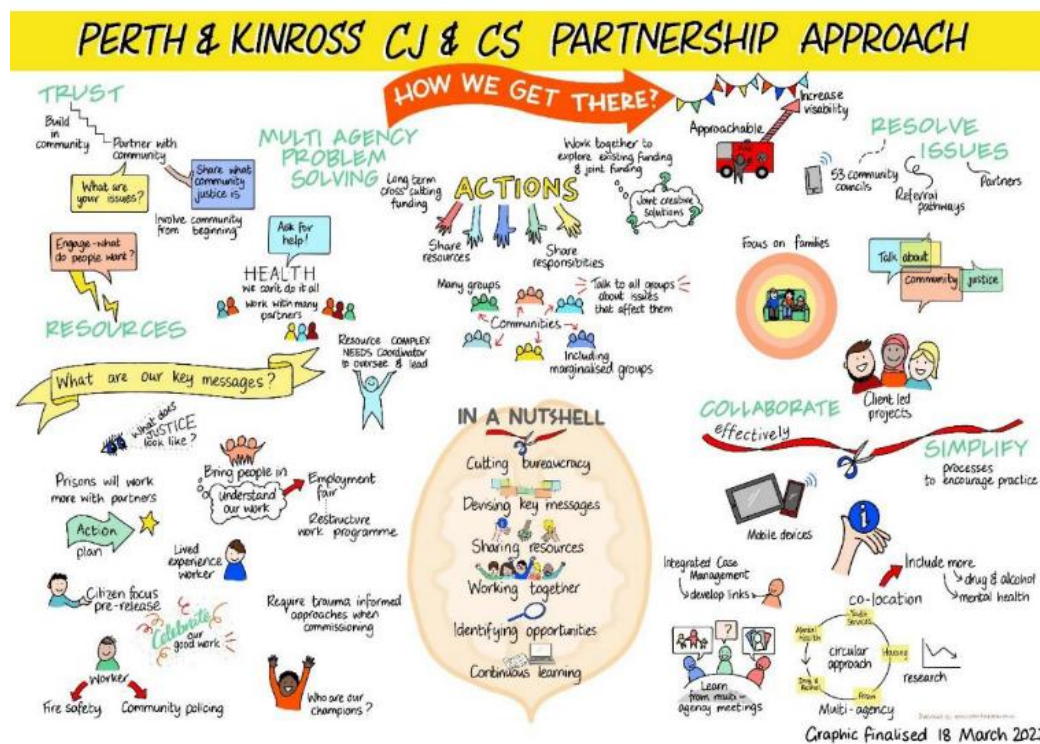 PERTH & KINROSS CJ & CS PARTNERSHIP APPROACH
HOW WE GET THERE?
TRUST
Build
in
community
Partner with
community
What are
your issues?
Share what
community
justice is
Involve community
from beginning
Engage - what
do people want?
MULTI AGENCY
PROBLEM
SOLVING
Ask for
help!
HEALTH
we can't do it all
work with many
partners
RESOURCES
Resource COMPLEX
NEEDS Coordinator
to oversee & lead
Long term
cross cutting
funding
ACTIONS
Work together to
explore existing funding
& joint funding
Joint creative
solutions
Share
resources
Share
responsibities
Many groups
Talk to all groups
about issues
that affect them
Communities
Including
marginalised groups
Approachable
Increase
visability
RESOLVE
ISSUES
53 community
councils
Referral
pathways
Partners
Focus on families
Talk about
community justice
Client led
projects
COLLABORATE
effectively
SIMPLIFY
processes
to encourage practice
Mobile devices
Integrated Case
Management
develop links
co-location
Include more
drug & alcohol
mental health
Learn
from multi-
agency meetings
circular
approach
Youth
Services
Mental
Health
Housing
Drug &
Alcohol
Multi-agency
research
What are our key messages?
What does
JUSTICE
look like?
Prisons will work
more with partners
Action
plan
Bring people in
understand
our work
Employment
fair
Restructure
work programme
Lived
experience
worker
Citizen focus
pre-release
Celebrate
our
good work
Require trauma informed
approaches when
commissioning
Worker
Fire safety
Community policing
Who are our
champions?
IN A NUTSHELL
Cutting bureaucracy
Devising key messages
Sharing resources
Working together
Identifying opportunities
Continuous learning
Graphic finalised 18 March 202